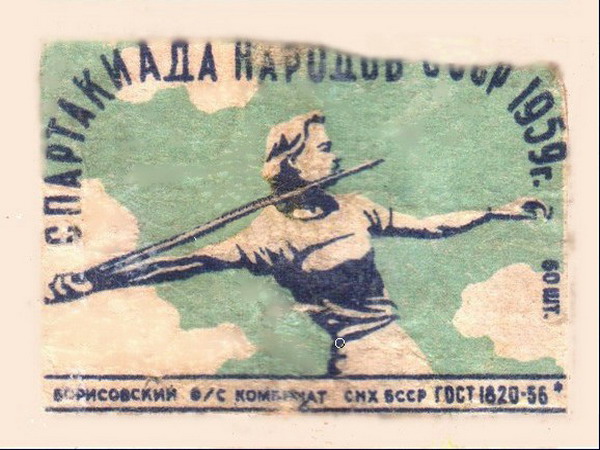 СПАРТАКИАДА НАРОДОВ СССР 1959г.
60 ШТ.
БОРИСОВСКИЙ Ф/С КОМБИНАТ СНХ БССР ГОСТ 1820-56*